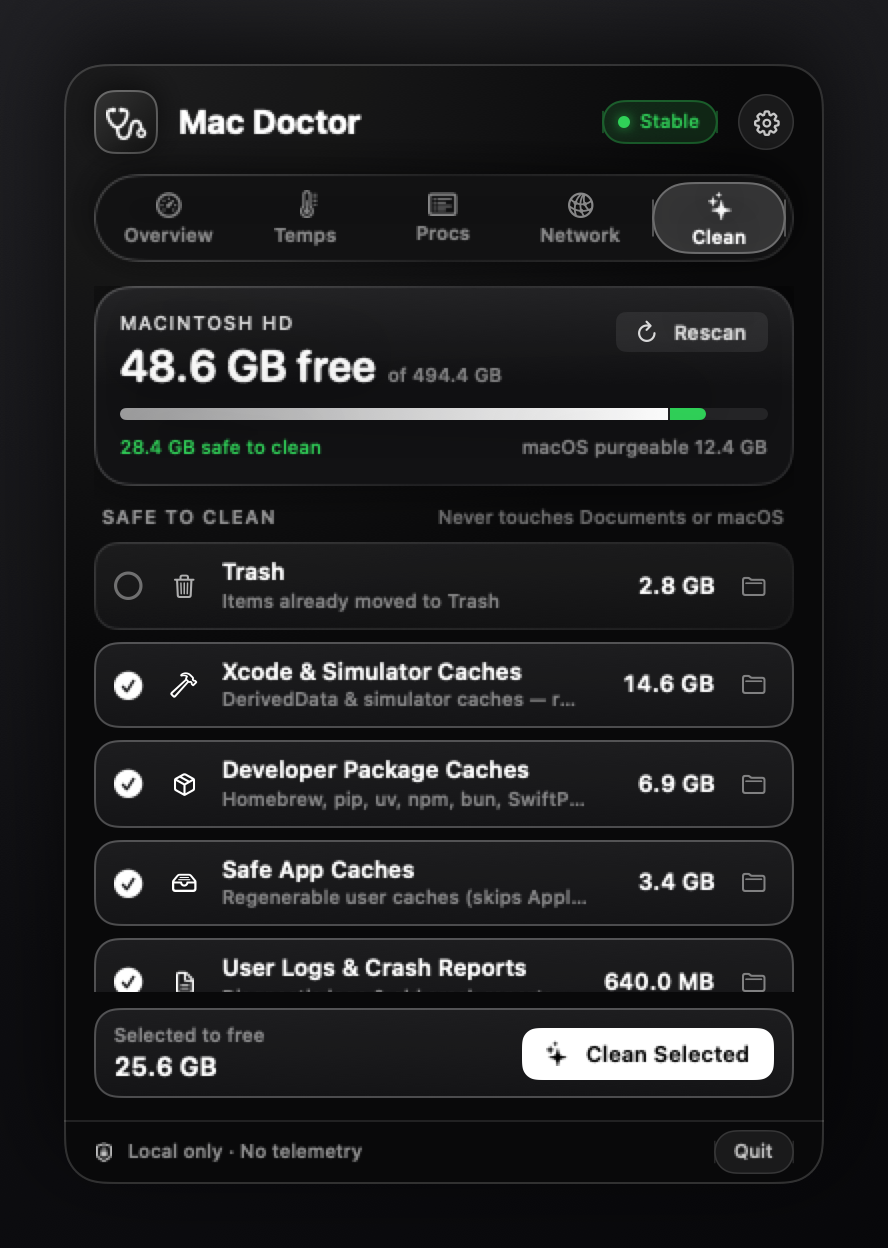 Mac Doctor
Stable
Overview
Temps
Procs
Network
Clean
MACINTOSH HD
Rescan
48.6 GB free of 494.4 GB
28.4 GB safe to clean
macOS purgeable 12.4 GB
SAFE TO CLEAN
Never touches Documents or macOS
Trash
Items already moved to Trash
2.8 GB
Xcode & Simulator Caches
DerivedData & simulator caches — r...
14.6 GB
Developer Package Caches
Homebrew, pip, uv, npm, bun, SwiftP...
6.9 GB
Safe App Caches
Regenerable user caches (skips Appl...
3.4 GB
User Logs & Crash Reports
640.0 MB
Selected to free
25.6 GB
Clean Selected
Local only · No telemetry
Quit